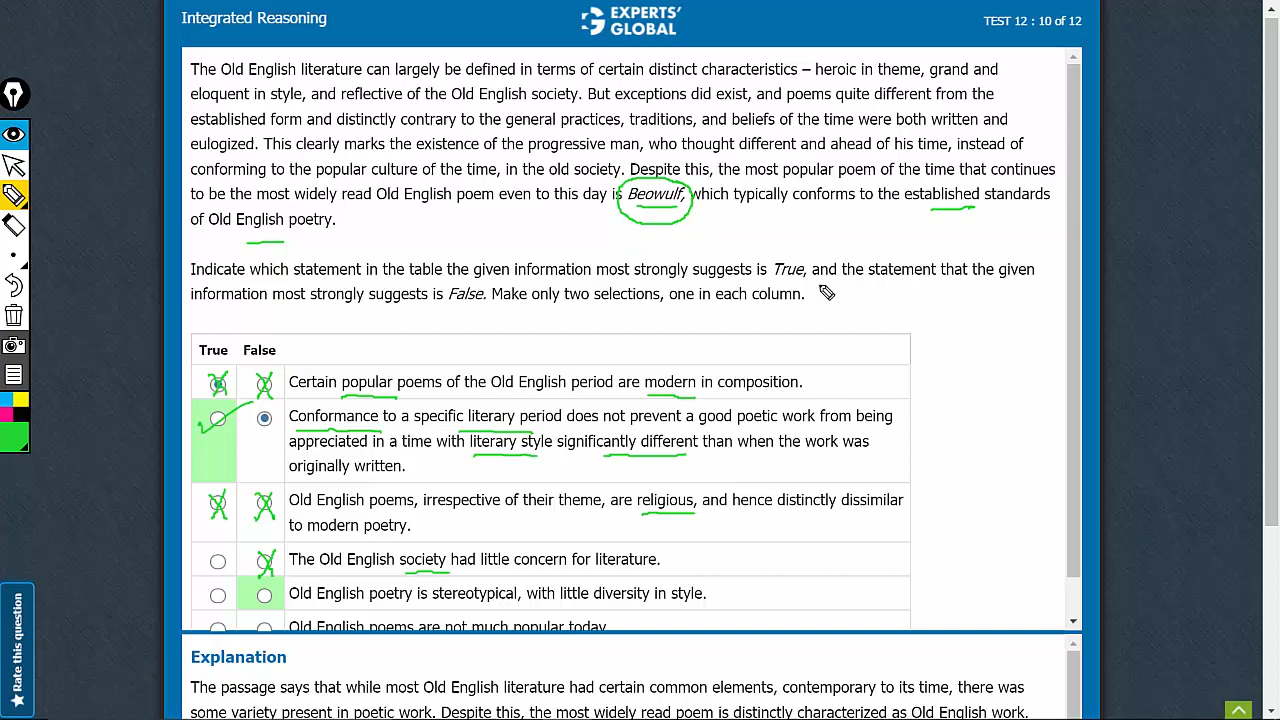 Integrated Reasoning
EXPERTS'
GLOBAL
TEST 12 : 10 of 12
The Old English literature can largely be defined in terms of certain distinct characteristics – heroic in theme, grand and
eloquent in style, and reflective of the Old English society. But exceptions did exist, and poems quite different from the
established form and distinctly contrary to the general practices, traditions, and beliefs of the time were both written and
eulogized. This clearly marks the existence of the progressive man, who thought different and ahead of his time, instead of
conforming to the popular culture of the time, in the old society. Despite this, the most popular poem of the time that continues
to be the most widely read Old English poem even to this day is Beowulf, which typically conforms to the established standards
of Old English poetry.
Indicate which statement in the table the given information most strongly suggests is True, and the statement that the given
information most strongly suggests is False. Make only two selections, one in each column.
True False
Certain popular poems of the Old English period are modern in composition.
Conformance to a specific literary period does not prevent a good poetic work from being
appreciated in a time with literary style significantly different than when the work was
originally written.
Old English poems, irrespective of their theme, are religious, and hence distinctly dissimilar
to modern poetry.
The Old English society had little concern for literature.
Old English poetry is stereotypical, with little diversity in style.
Old English poems are not much popular today.
Explanation
The passage says that while most Old English literature had certain common elements, contemporary to its time, there was
some variety present in poetic work. Despite this, the most widely read poem is distinctly characterized as Old English work.
★ Rate this question